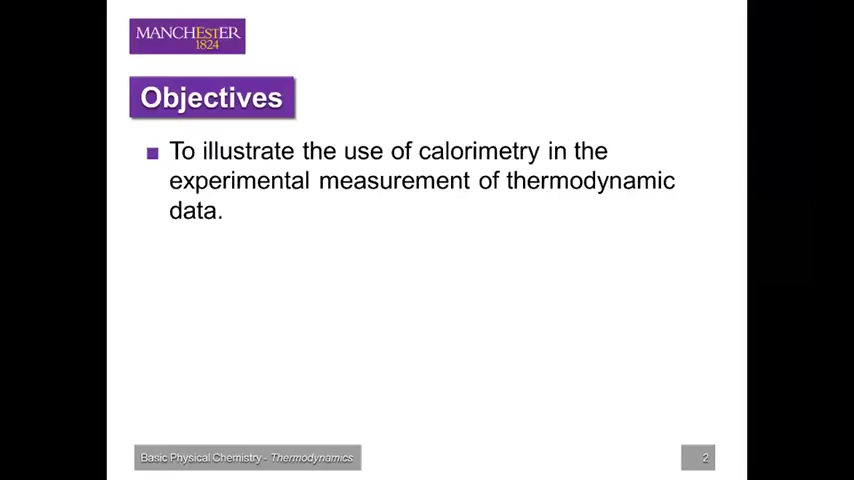 MANCHESTER
1824
Objectives
To illustrate the use of calorimetry in the
experimental measurement of thermodynamic
data.
Basic Physical Chemistry - Thermodynamics
2